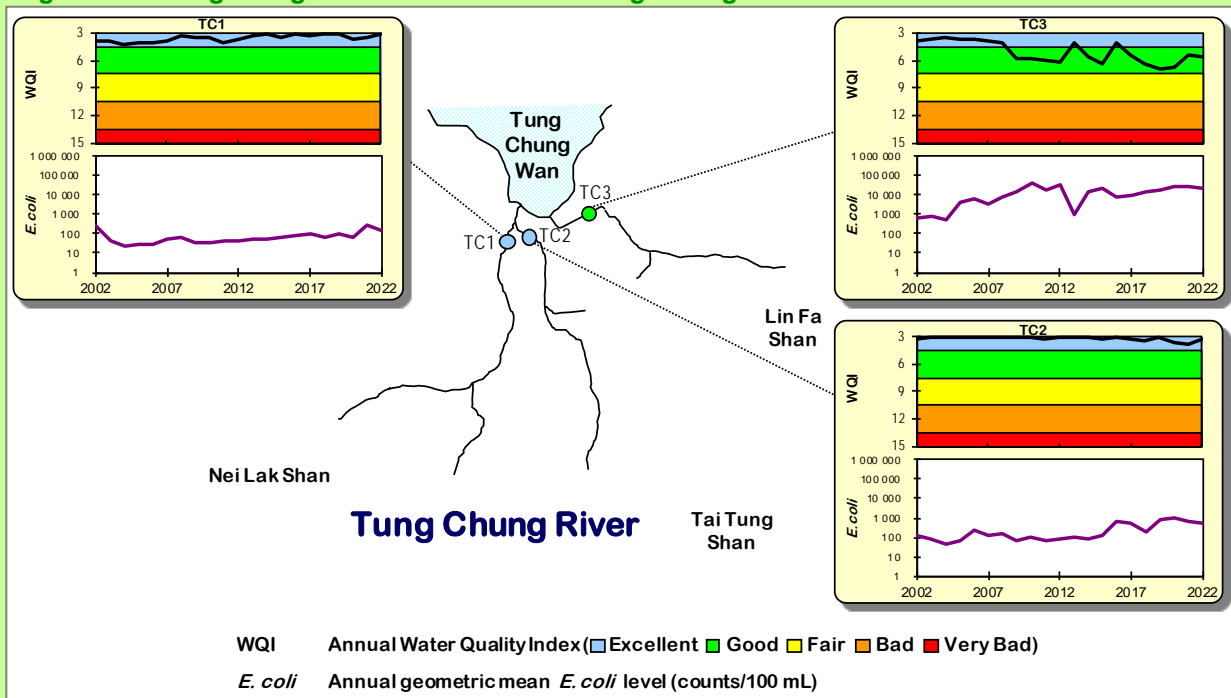 TC1
WQI
3
6
9
12
15
E.coli
1 000 000
100 000
10 000
1 000
100
10
1
2002 2007 2012 2017 2022
TC3
WQI
3
6
9
12
15
E.coli
1 000 000
100 000
10 000
1 000
100
10
1
2002 2007 2012 2017 2022
Tung
Chung
Wan
TC3
TC1
TC2
Lin Fa
Shan
TC2
WQI
3
6
9
12
15
E.coli
1 000 000
100 000
10 000
1 000
100
10
1
2002 2007 2012 2017 2022
Nei Lak Shan
Tung Chung River
Tai Tung
Shan
WQI Annual Water Quality Index ( Excellent Good Fair Bad Very Bad)
E. coli Annual geometric mean E. coli level (counts/100 mL)